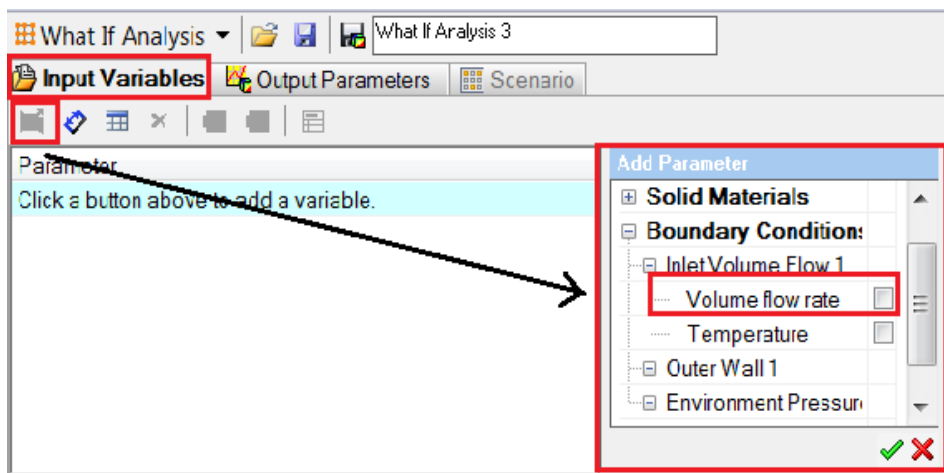 What If Analysis What If Analysis 3
Input Variables Output Parameters Scenario
Parameter
Click a button above to add a variable.
Add Parameter
Solid Materials
Boundary Conditions
Inlet Volume Flow 1
Volume flow rate
Temperature
Outer Wall 1
Environment Pressur